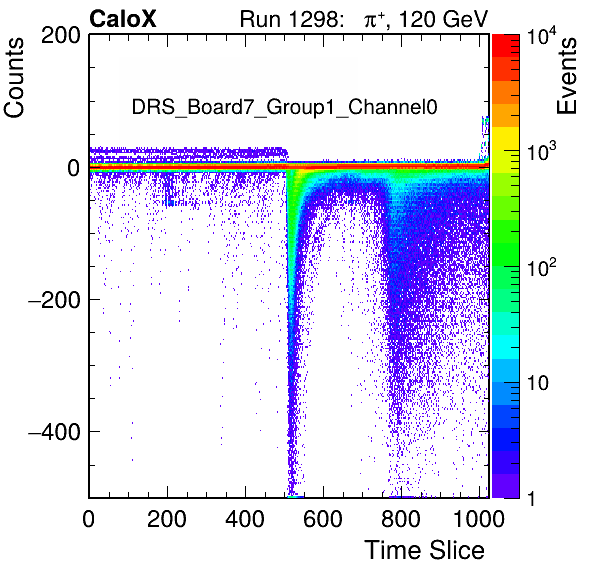 CaloX Run 1298: π⁺, 120 GeV
200
0
−200
−400
Counts
DRS_Board7_Group1_Channel0
0 200 400 600 800 1000
Time Slice
10⁴
10³
10²
10
1
Events